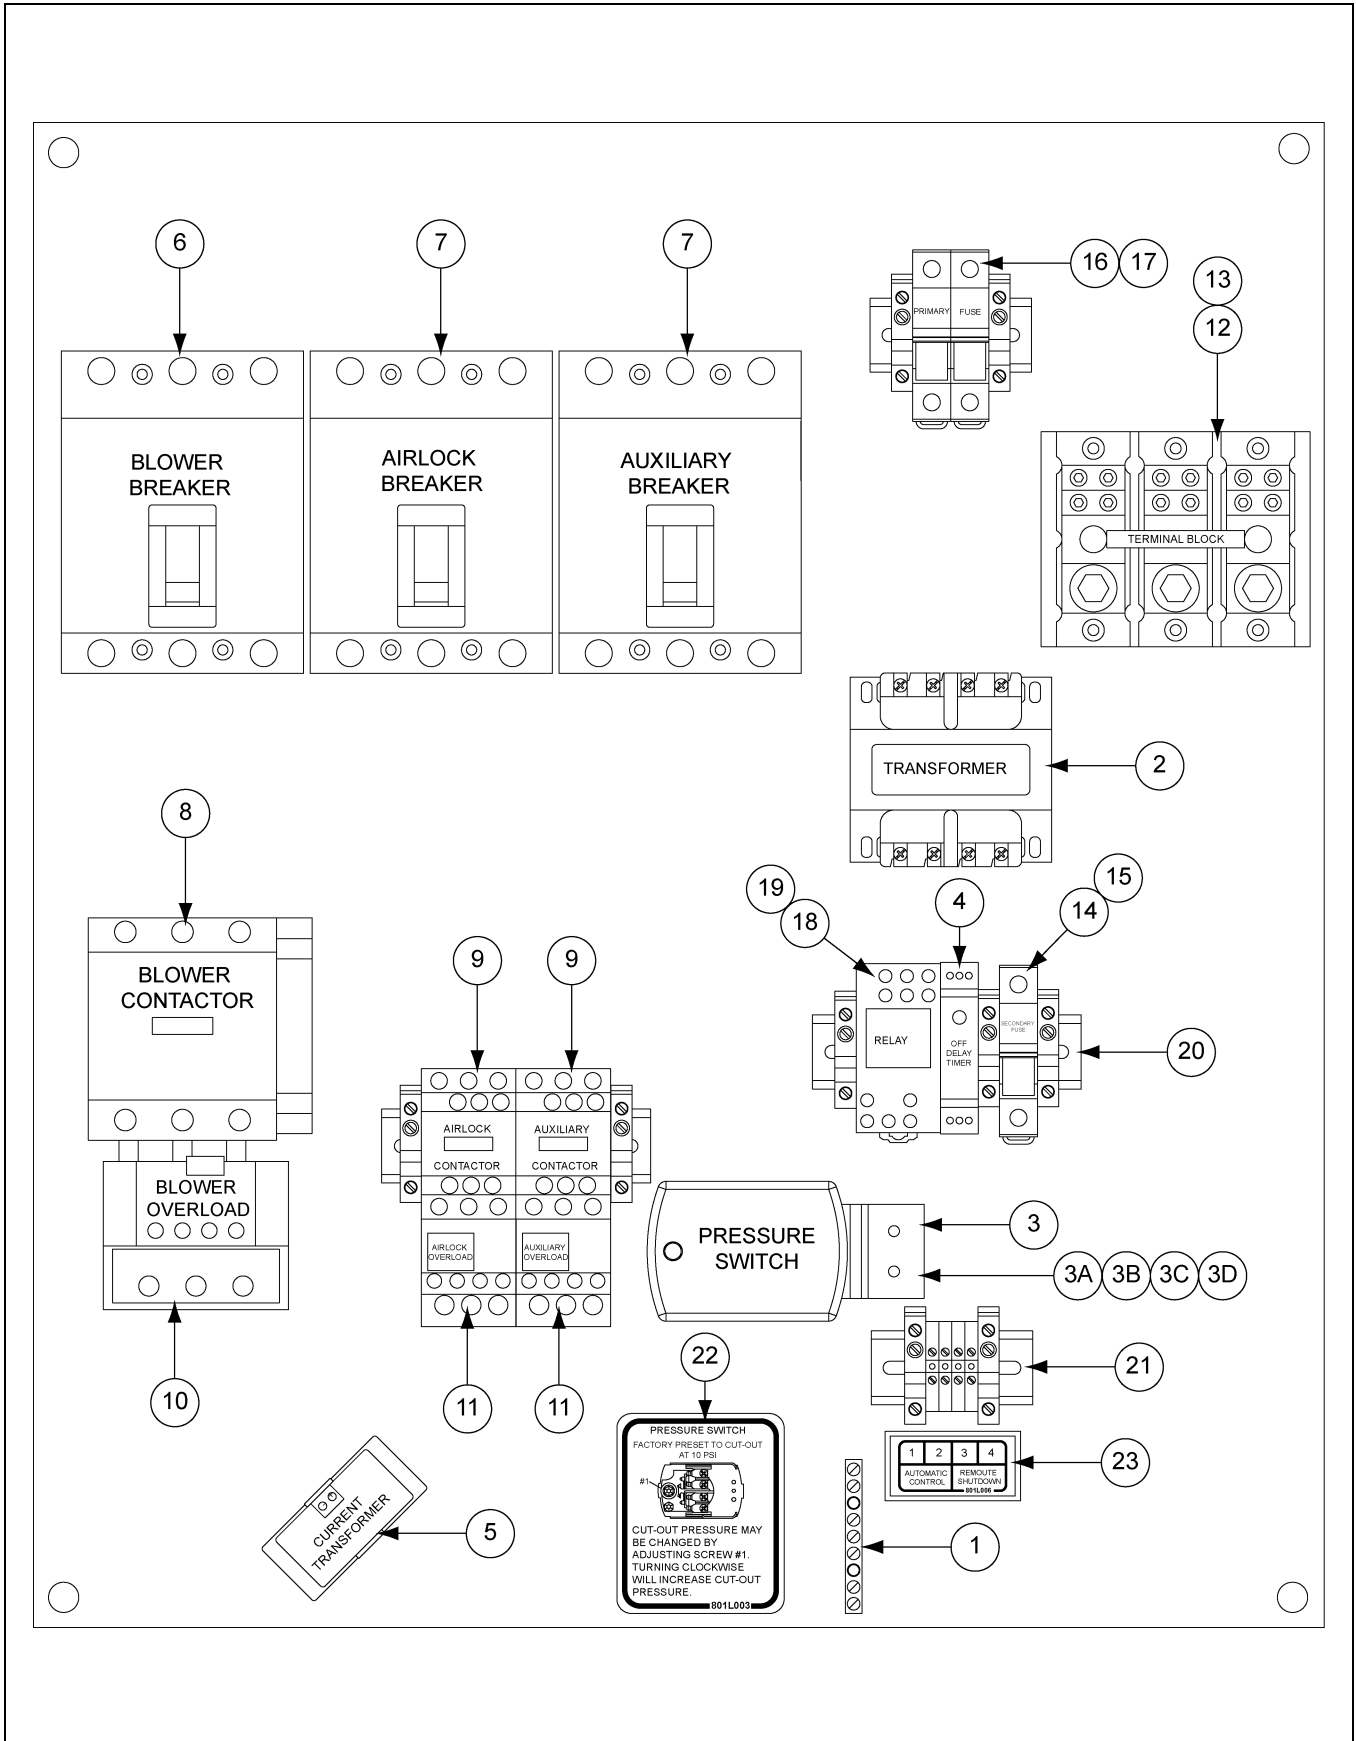 6
7
7
16
17
13
12
PRIMARY
FUSE
BLOWER
BREAKER
AIRLOCK
BREAKER
AUXILIARY
BREAKER
TERMINAL BLOCK
TRANSFORMER
2
8
19
18
4
15
14
9
9
BLOWER
CONTACTOR
RELAY
OFF
DELAY
TIMER
SECONDARY
FUSE
20
AIRLOCK
CONTACTOR
AUXILIARY
CONTACTOR
BLOWER
OVERLOAD
AIRLOCK
OVERLOAD
AUXILIARY
OVERLOAD
PRESSURE
SWITCH
3
3A
3B
3C
3D
10
11
11
22
21
PRESSURE SWITCH
FACTORY PRESET TO CUT-OUT
AT 10 PSI
#1
CUT-OUT PRESSURE MAY
BE CHANGED BY
ADJUSTING SCREW #1.
TURNING CLOCKWISE
WILL INCREASE CUT-OUT
PRESSURE.
801L003
1 2 3 4
AUTOMATIC
CONTROL
REMOUTE
SHUTDOWN
801L006
23
CURRENT
TRANSFORMER
5
1